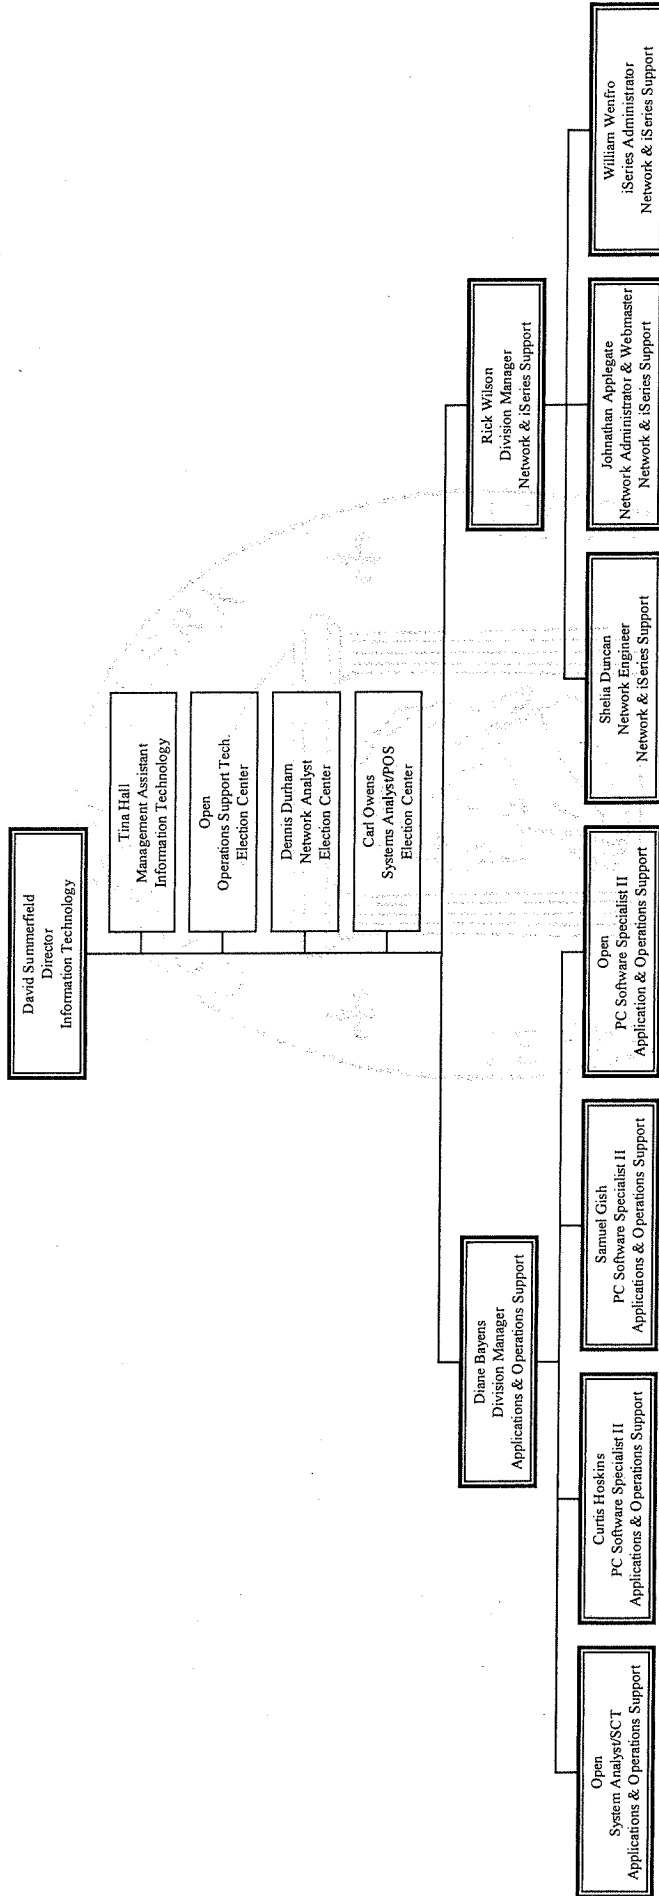 David Summerfield
Director
Information Technology
Tina Hall
Management Assistant
Information Technology
Open
Operations Support Tech.
Election Center
Dennis Durham
Network Analyst
Election Center
Carl Owens
Systems Analyst/POS
Election Center
Diane Bayens
Division Manager
Applications & Operations Support
Rick Wilson
Division Manager
Network & iSeries Support
Open
System Analyst/SCT
Applications & Operations Support
Curtis Hoskins
PC Software Specialist II
Applications & Operations Support
Samuel Gish
PC Software Specialist II
Applications & Operations Support
Open
PC Software Specialist II
Application & Operations Support
Shelia Duncan
Network Engineer
Network & iSeries Support
Johnathan Applegate
Network Administrator & Webmaster
Network & iSeries Support
William Wenfro
iSeries Administrator
Network & iSeries Support